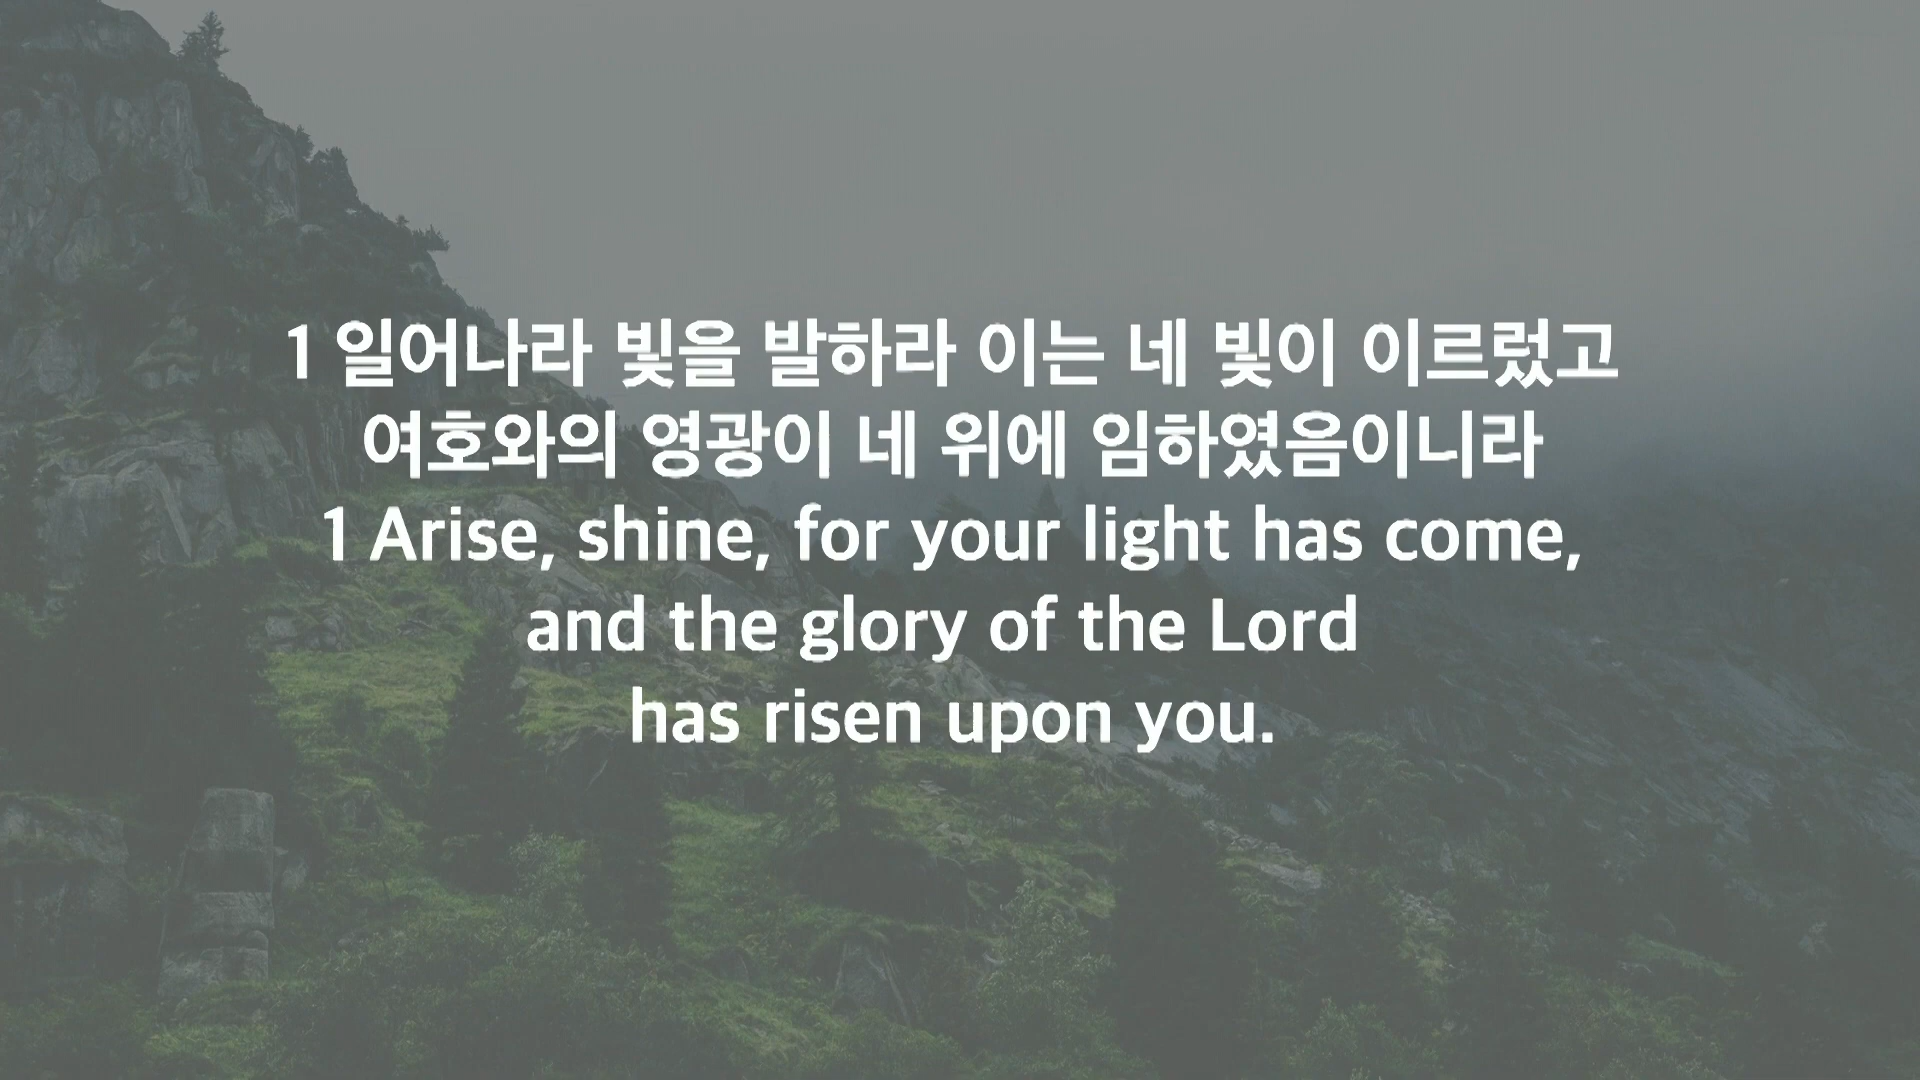 1 일어나라 빛을 발하라 이는 네 빛이 이르렀고
여호와의 영광이 네 위에 임하였음이니라
1 Arise, shine, for your light has come,
and the glory of the Lord
has risen upon you.